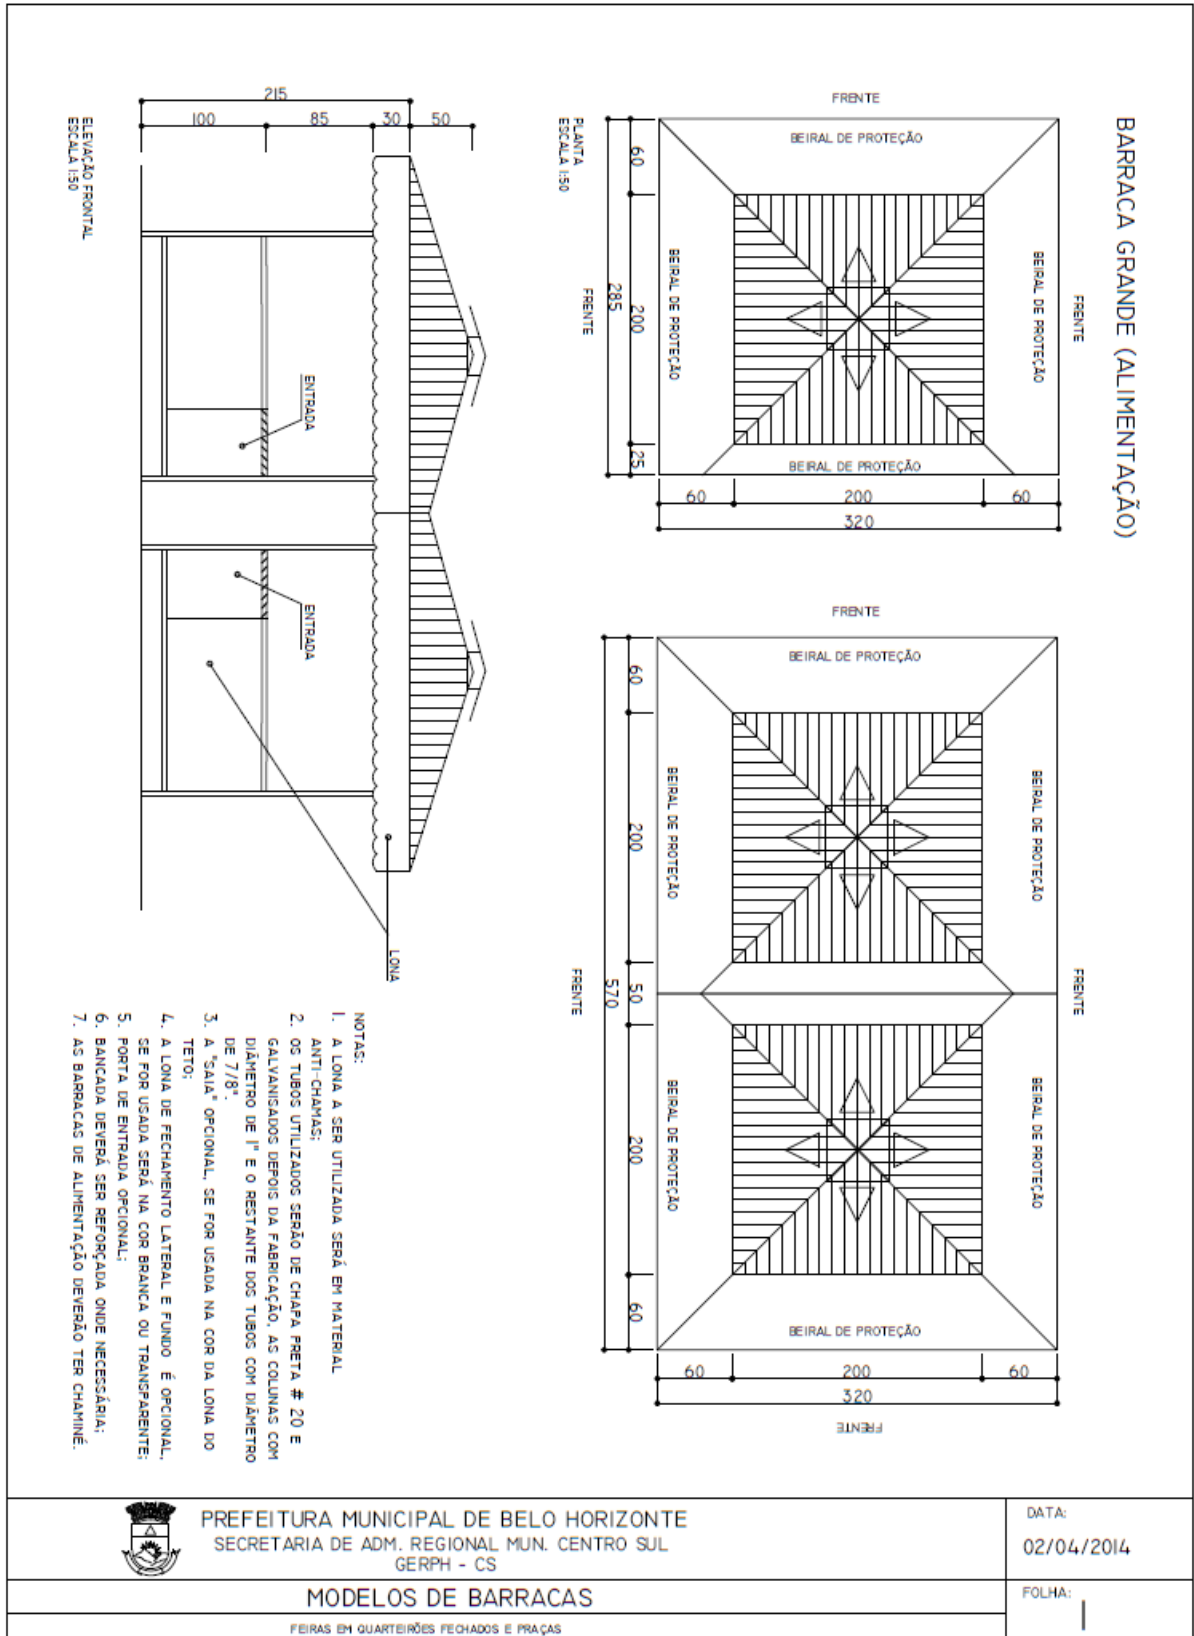 BARRACA GRANDE (ALIMENTAÇÃO)
FRENTE
BEIRAL DE PROTEÇÃO
BEIRAL DE PROTEÇÃO
FRENTE
BEIRAL DE PROTEÇÃO
FRENTE
BEIRAL DE PROTEÇÃO
60
200
25
285
60
200
60
320
PLANTA
ESCALA 1:50
FRENTE
BEIRAL DE PROTEÇÃO
BEIRAL DE PROTEÇÃO
BEIRAL DE PROTEÇÃO
FRENTE
BEIRAL DE PROTEÇÃO
BEIRAL DE PROTEÇÃO
FRENTE
BEIRAL DE PROTEÇÃO
FRENTE
60
200
50
200
60
570
60
200
60
320
215
100
85
30
50
ENTRADA
ENTRADA
LONA
ELEVAÇÃO FRONTAL
ESCALA 1:50
NOTAS:
1. A LONA A SER UTILIZADA SERÁ EM MATERIAL
ANTI-CHAMAS;
2. OS TUBOS UTILIZADOS SERÃO DE CHAPA PRETA # 20 E
GALVANISADOS DEPOIS DA FABRICAÇÃO, AS COLUNAS COM
DIÂMETRO DE 1" E O RESTANTE DOS TUBOS COM DIÂMETRO
DE 7/8".
3. A "SAIA" OPCIONAL, SE FOR USADA NA COR DA LONA DO
TETO;
4. A LONA DE FECHAMENTO LATERAL E FUNDO É OPCIONAL,
SE FOR USADA SERÁ NA COR BRANCA OU TRANSPARENTE;
5. PORTA DE ENTRADA OPCIONAL;
6. BANCADA DEVERÁ SER REFORÇADA ONDE NECESSÁRIA;
7. AS BARRACAS DE ALIMENTAÇÃO DEVERÃO TER CHAMINÉ.
PREFEITURA MUNICIPAL DE BELO HORIZONTE
SECRETARIA DE ADM. REGIONAL MUN. CENTRO SUL
GERPH - CS
MODELOS DE BARRACAS
FEIRAS EM QUARTEIRÕES FECHADOS E PRAÇAS
DATA:
02/04/2014
FOLHA:
1